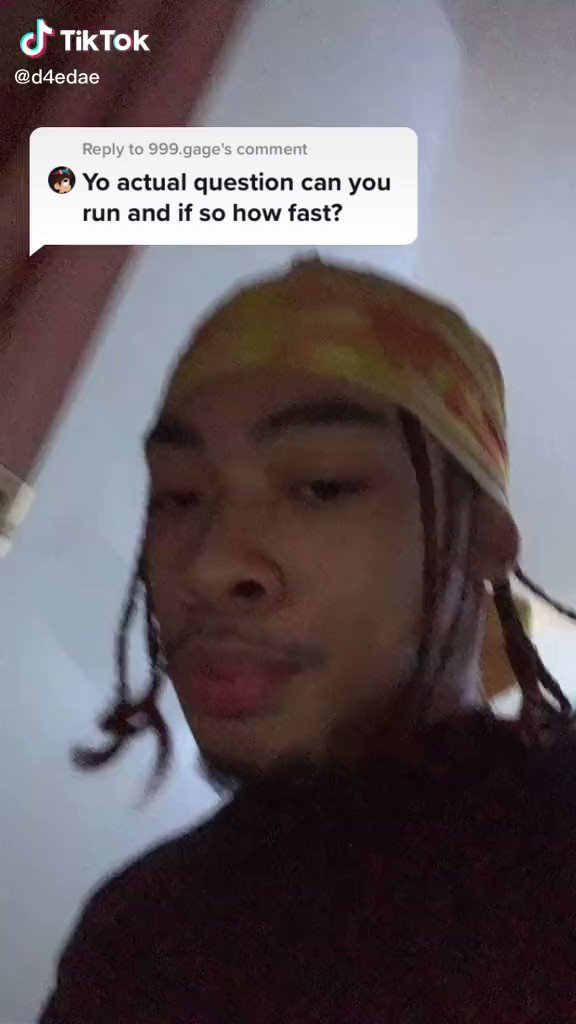 TikTok
@d4edae
Reply to 999.gage's comment
Yo actual question can you
run and if so how fast?